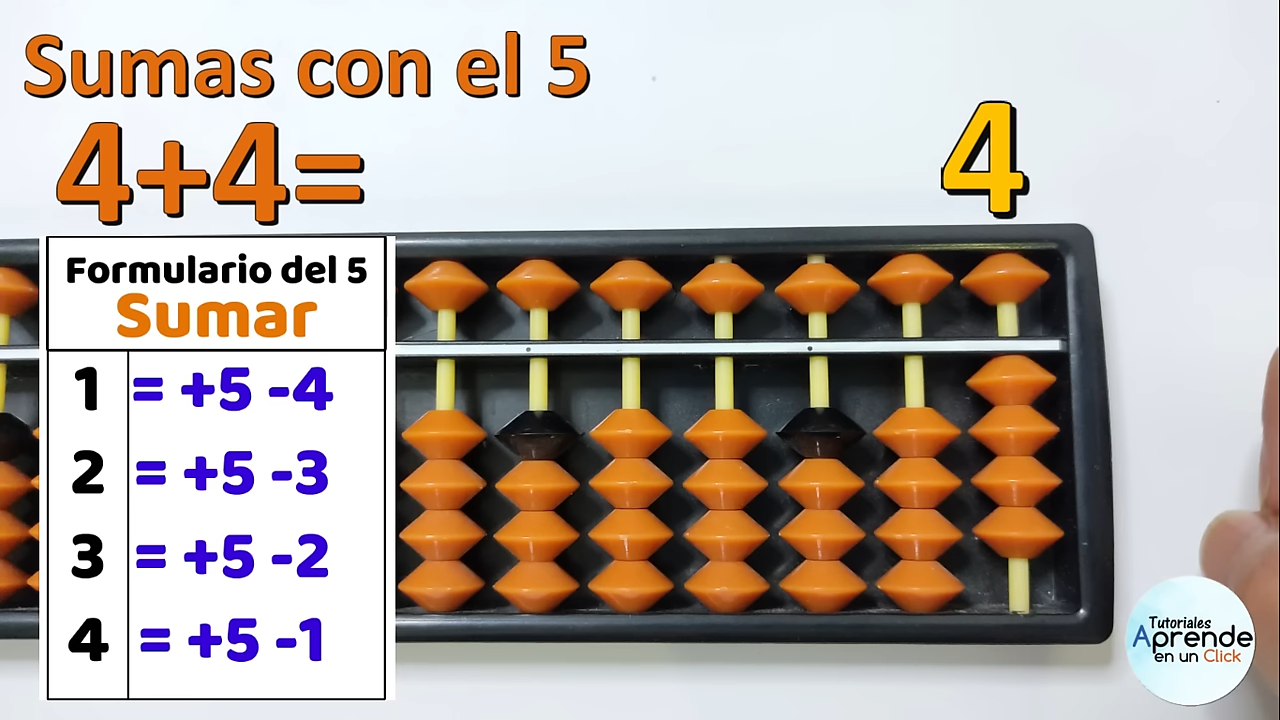 Sumas con el 5
4+4=
4
Formulario del 5
Sumar
1 = +5 -4
2 = +5 -3
3 = +5 -2
4 = +5 -1
Tutoriales
Aprende
en un Click